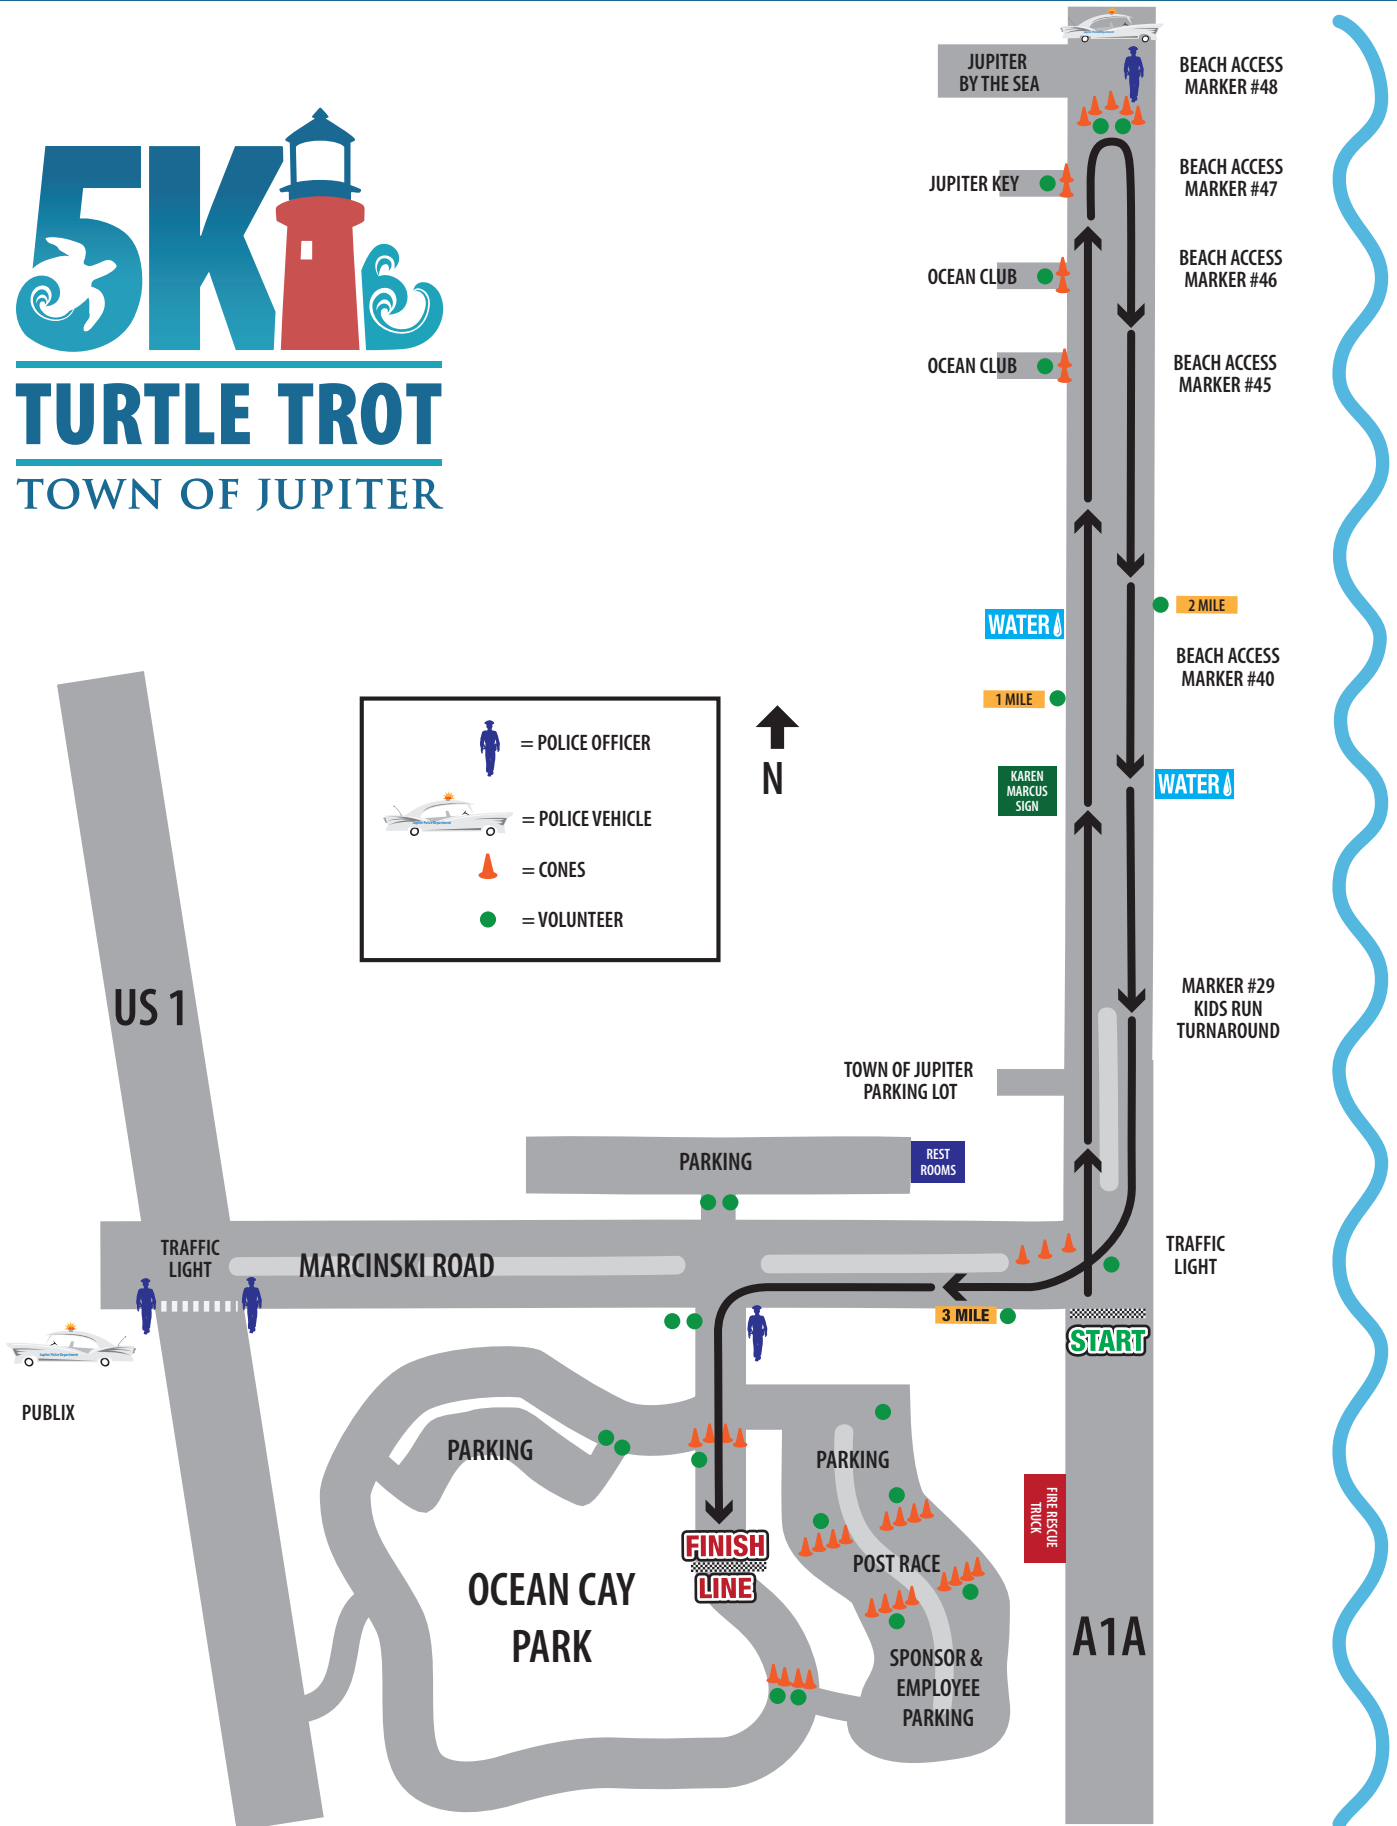 5K
TURTLE TROT
TOWN OF JUPITER
JUPITER
BY THE SEA
BEACH ACCESS
MARKER #48
JUPITER KEY
BEACH ACCESS
MARKER #47
OCEAN CLUB
BEACH ACCESS
MARKER #46
OCEAN CLUB
BEACH ACCESS
MARKER #45
2 MILE
WATER
BEACH ACCESS
MARKER #40
1 MILE
KAREN
MARCUS
SIGN
WATER
= POLICE OFFICER
= POLICE VEHICLE
= CONES
= VOLUNTEER
N
US 1
MARKER #29
KIDS RUN
TURNAROUND
TOWN OF JUPITER
PARKING LOT
PARKING
REST
ROOMS
TRAFFIC
LIGHT
MARCINSKI ROAD
TRAFFIC
LIGHT
3 MILE
START
PUBLIX
PARKING
PARKING
FIRE RESCUE
TRUCK
FINISH
LINE
POST RACE
OCEAN CAY
PARK
A1A
SPONSOR &
EMPLOYEE
PARKING